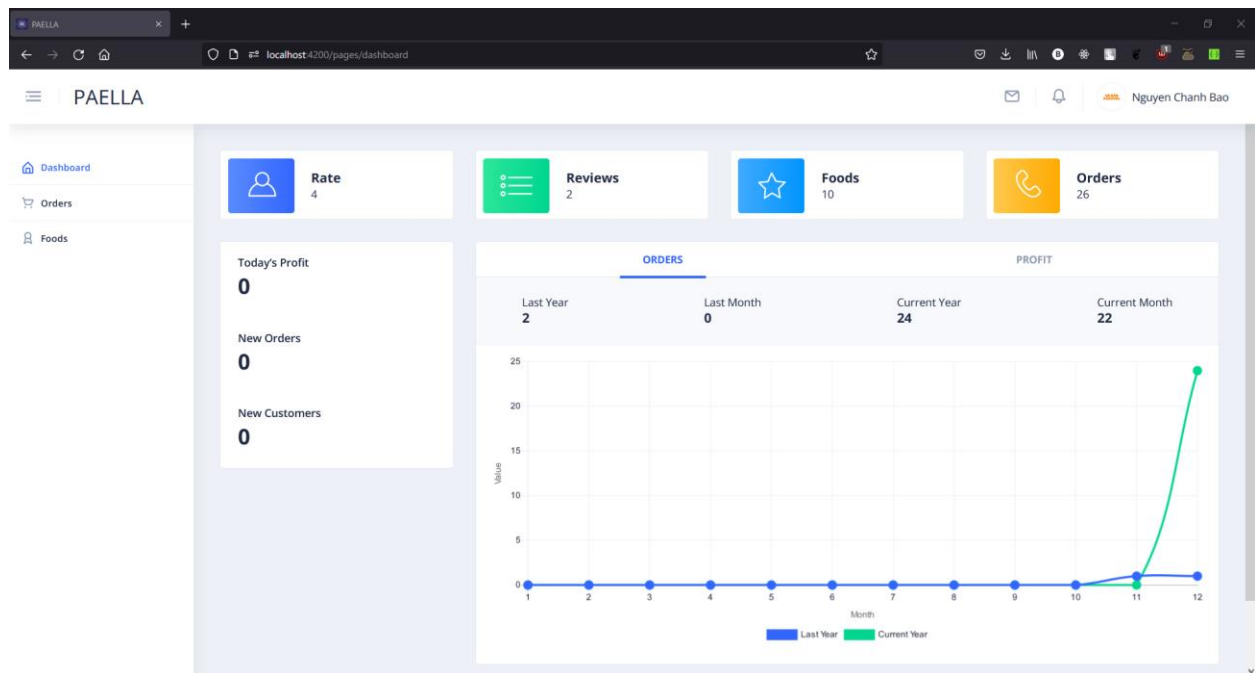 PAELLA
localhost:4200/pages/dashboard
PAELLA
Nguyen Chanh Bao
Dashboard
Orders
Foods
Rate
4
Reviews
2
Foods
10
Orders
26
Today's Profit
0
New Orders
0
New Customers
0
ORDERS PROFIT
Last Year Last Month Current Year Current Month
2 0 24 22
25
20
15
10
5
0
Value
1 2 3 4 5 6 7 8 9 10 11 12
Month
Last Year Current Year